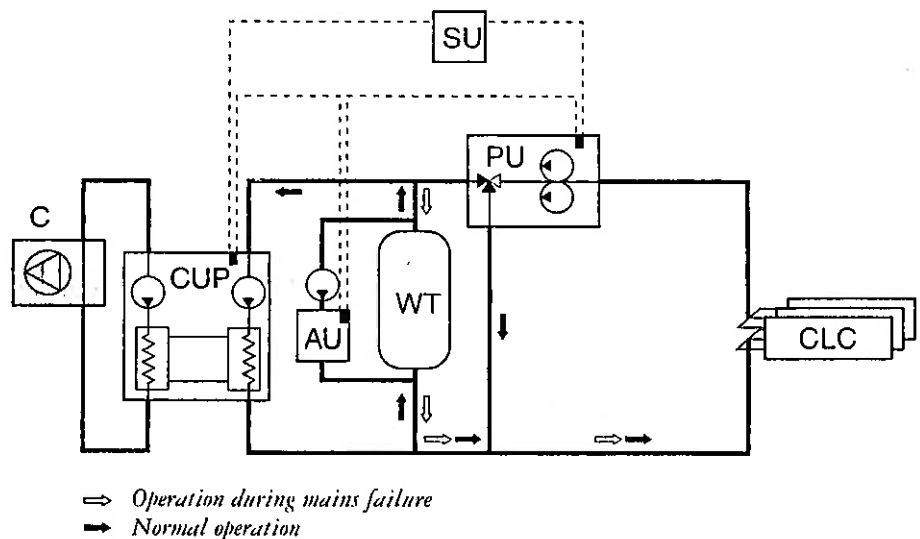 SU
PU
C
CUP
WT
AU
CLC
Operation during mains failure
Normal operation